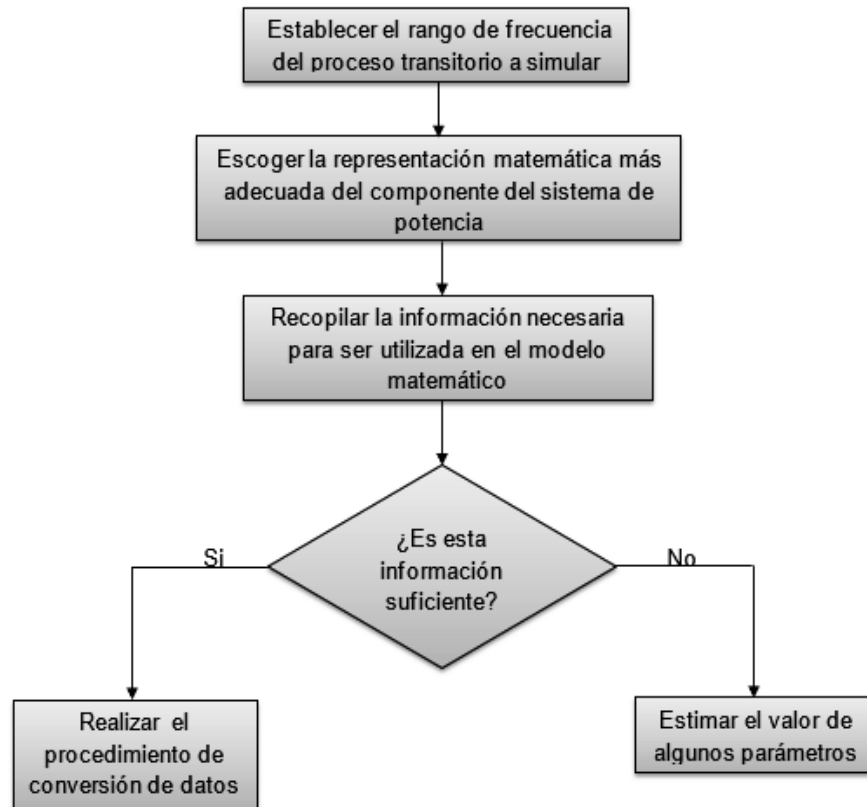 Establecer el rango de frecuencia
del proceso transitorio a simular
Escoger la representación matemática más
adecuada del componente del sistema de
potencia
Recopilar la información necesaria
para ser utilizada en el modelo
matemático
¿Es esta
información
suficiente?
Si
No
Realizar el
procedimiento de
conversión de datos
Estimar el valor de
algunos parámetros